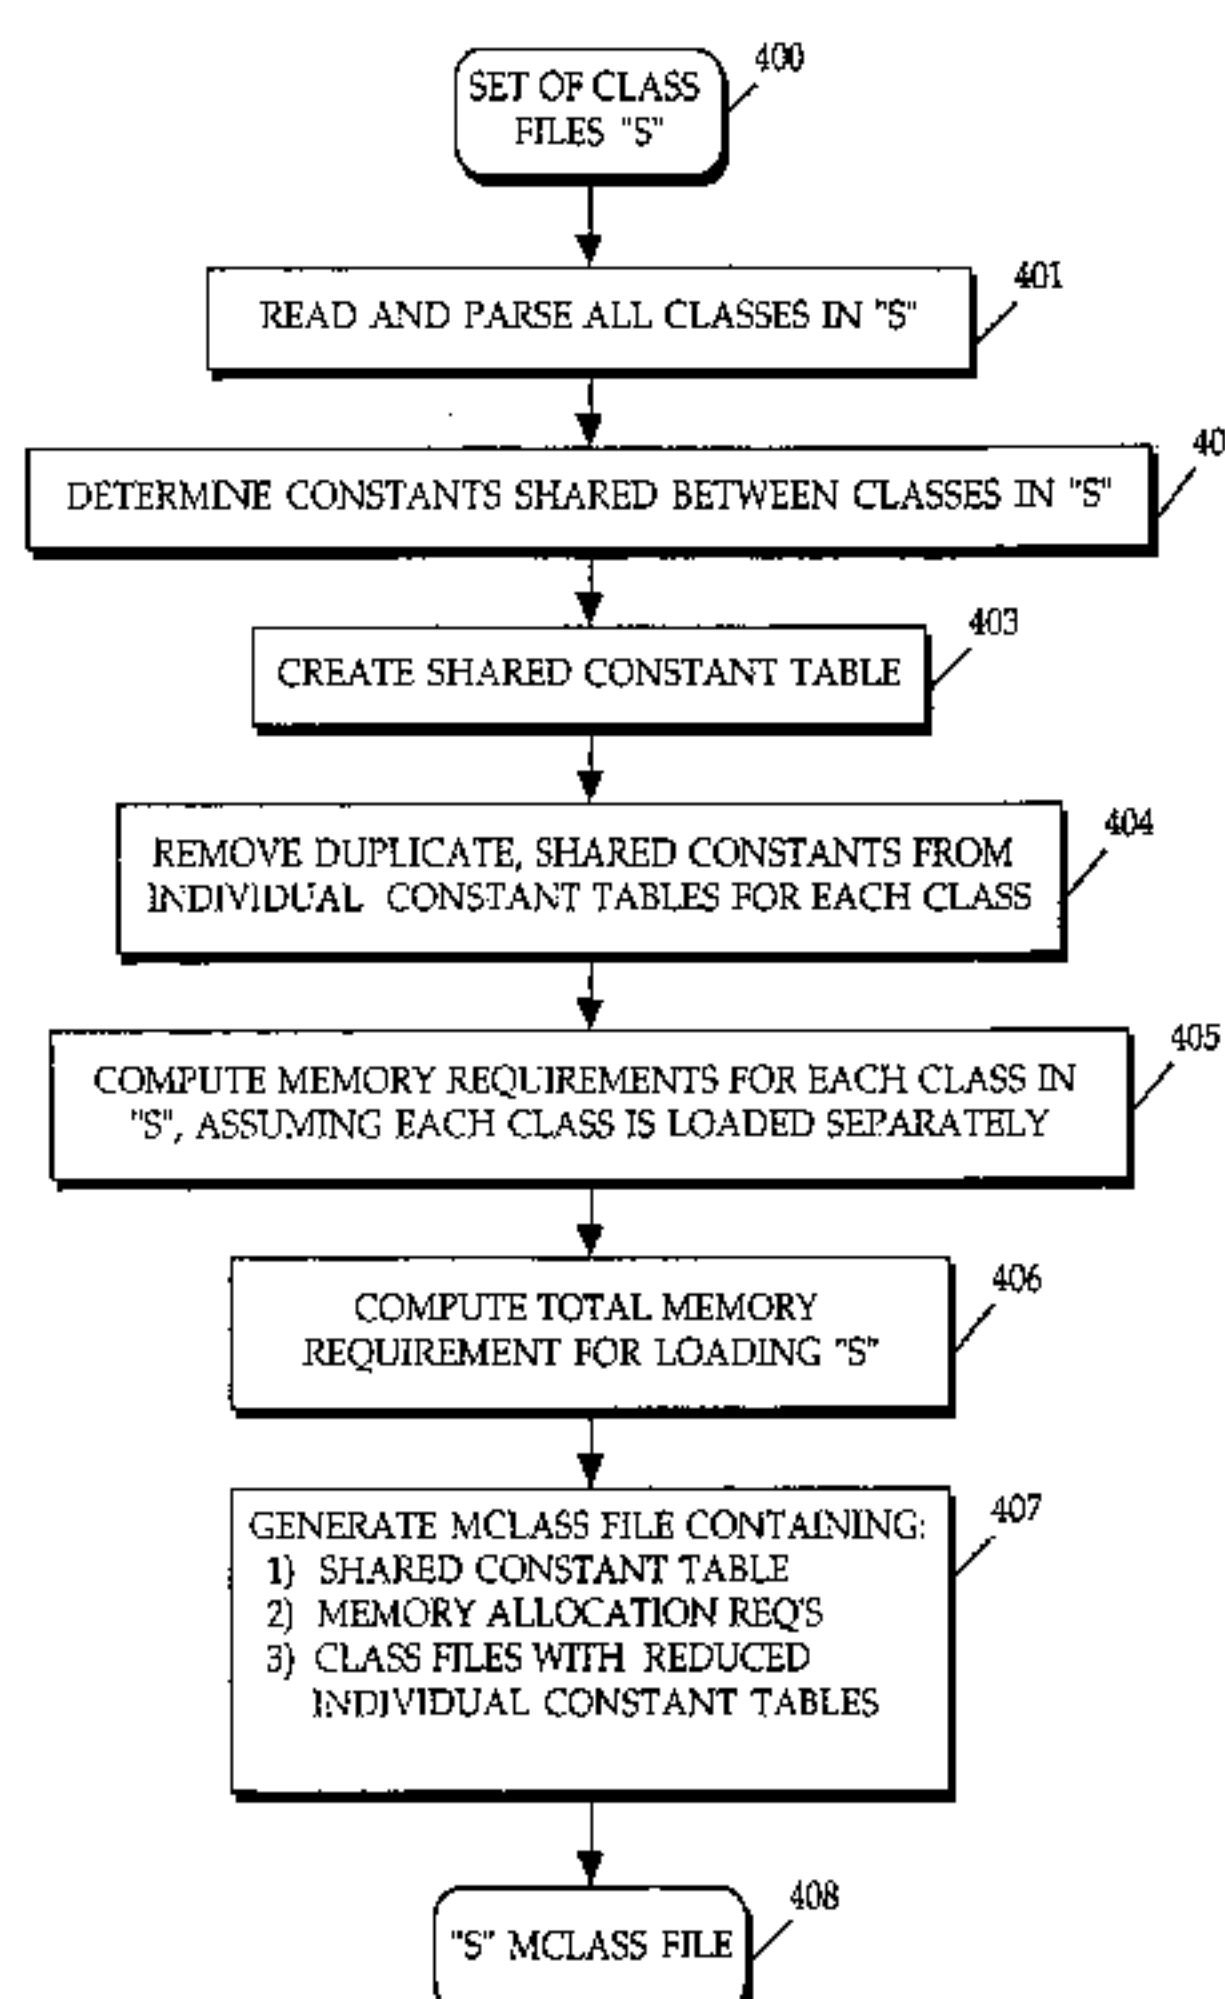 400
SET OF CLASS
FILES "S"
401
READ AND PARSE ALL CLASSES IN "S"
40
DETERMINE CONSTANTS SHARED BETWEEN CLASSES IN "S"
403
CREATE SHARED CONSTANT TABLE
404
REMOVE DUPLICATE, SHARED CONSTANTS FROM
INDIVIDUAL CONSTANT TABLES FOR EACH CLASS
405
COMPUTE MEMORY REQUIREMENTS FOR EACH CLASS IN
"S", ASSUMING EACH CLASS IS LOADED SEPARATELY
406
COMPUTE TOTAL MEMORY
REQUIREMENT FOR LOADING "S"
407
GENERATE MCLASS FILE CONTAINING:
1) SHARED CONSTANT TABLE
2) MEMORY ALLOCATION REQ'S
3) CLASS FILES WITH REDUCED
INDIVIDUAL CONSTANT TABLES
408
"S" MCLASS FILE